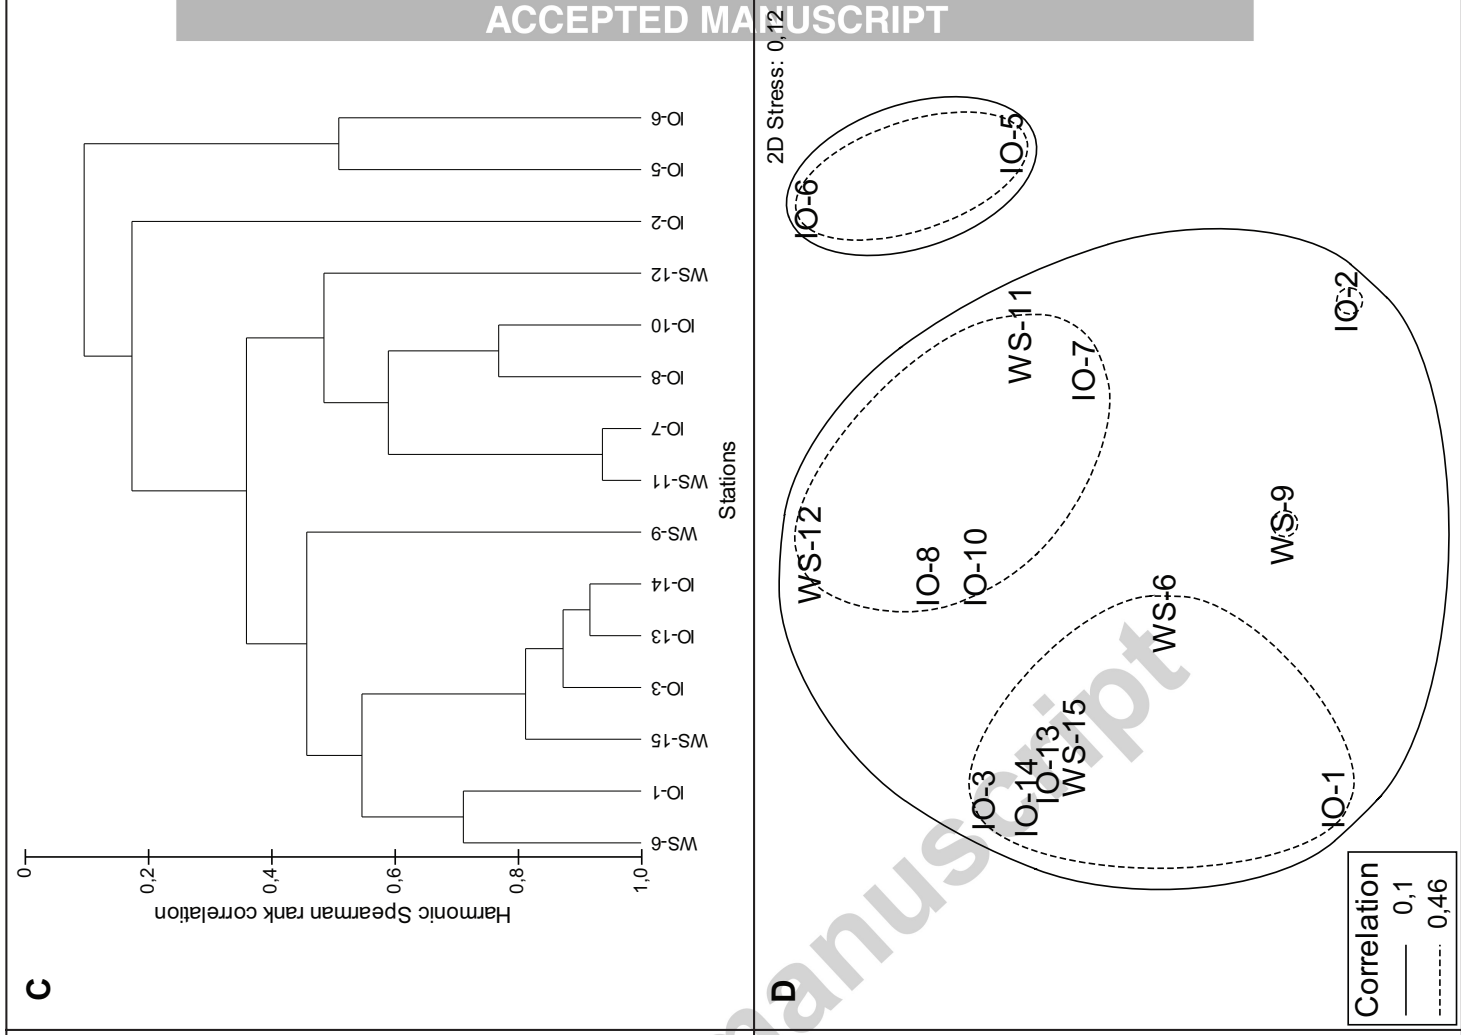 ACCEPTED MANUSCRIPT
C
Harmonic Spearman rank correlation
0
0,2
0,4
0,6
0,8
1,0
WS-6
IO-1
WS-15
IO-3
IO-13
IO-14
WS-9
WS-11
IO-7
IO-8
IO-10
WS-12
IO-2
IO-5
IO-6
Stations
D
2D Stress: 0,12
IO-6
IO-5
WS-12
WS-11
IO-7
IO-8
IO-10
IO-2
WS-9
WS-6
IO-3
IO-14
IO-13
WS-15
IO-1
Correlation
0,1
0,46
manuscript